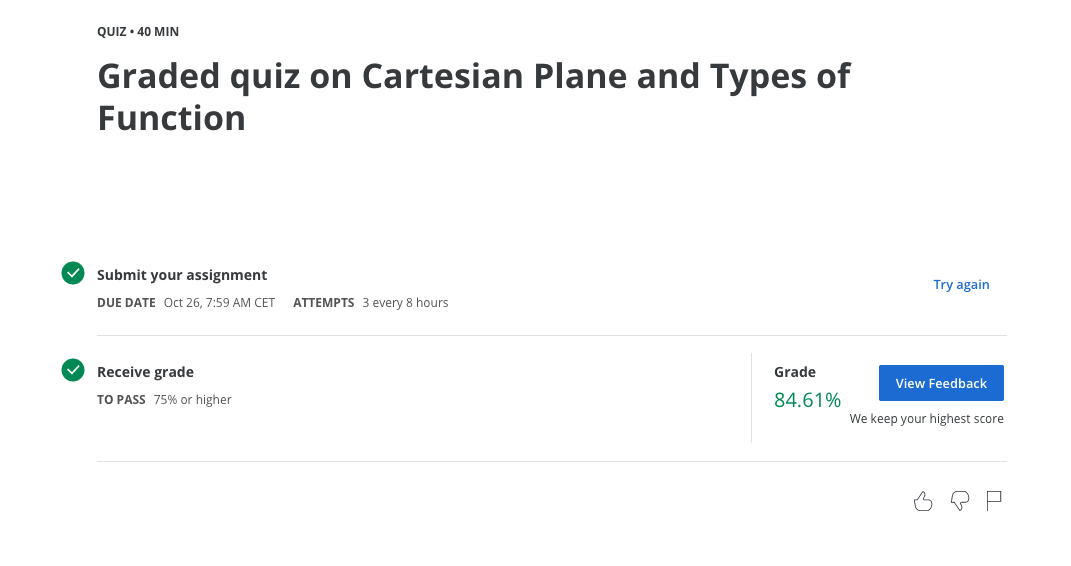 QUIZ • 40 MIN
Graded quiz on Cartesian Plane and Types of
Function
Submit your assignment
DUE DATE Oct 26, 7:59 AM CET ATTEMPTS 3 every 8 hours
Try again
Receive grade
TO PASS 75% or higher
Grade
84.61%
View Feedback
We keep your highest score